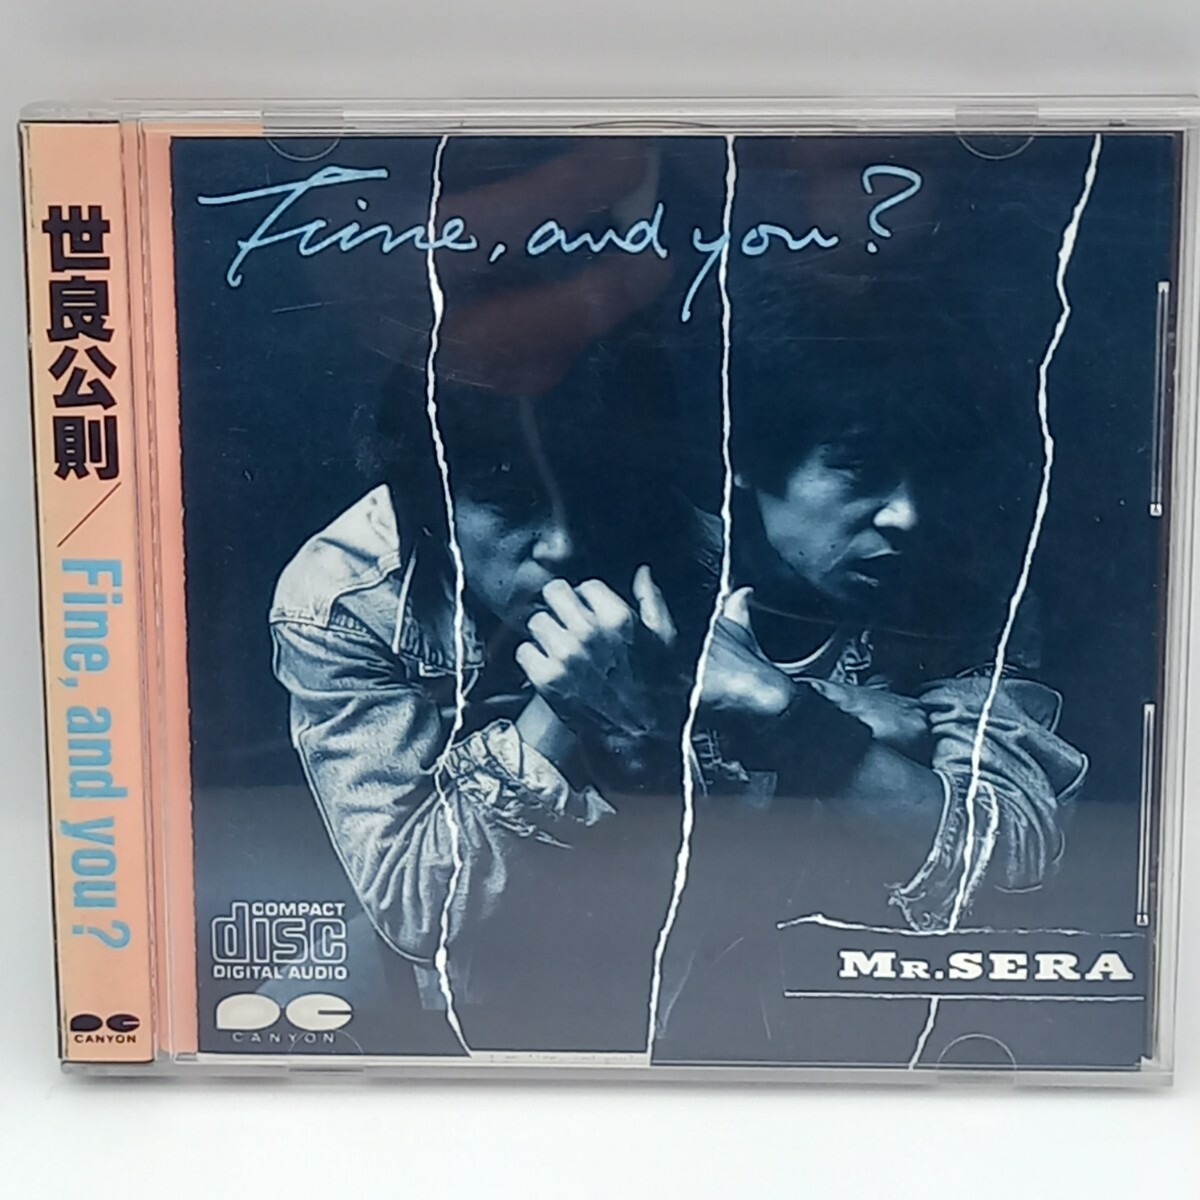 世良公則／Fine, and you?
CANYON
Fine, and you?
COMPACT
disc
DIGITAL AUDIO
CANYON
MR.SERA